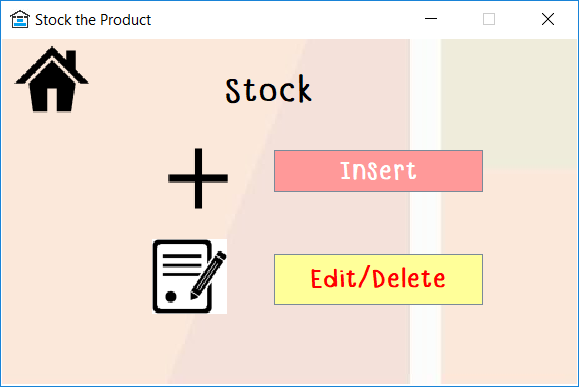 Stock the Product
Stock
Insert
Edit/Delete